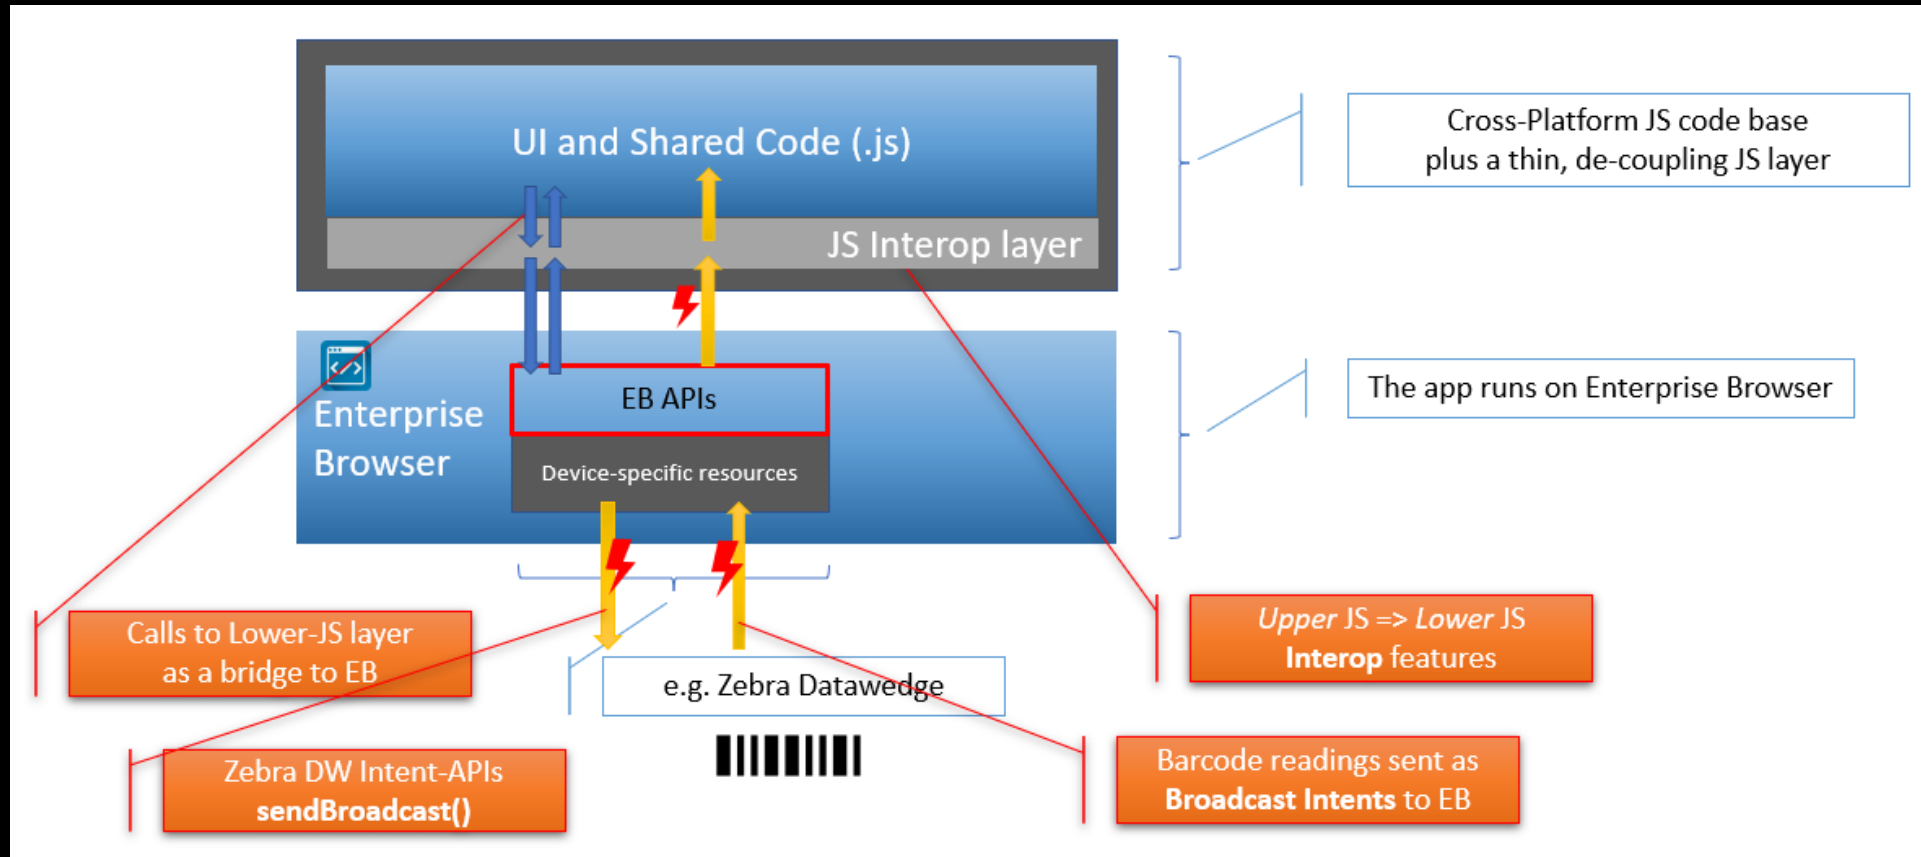 UI and Shared Code (.js)
JS Interop layer
Cross-Platform JS code base
plus a thin, de-coupling JS layer
Enterprise
Browser
EB APIs
Device-specific resources
The app runs on Enterprise Browser
Calls to Lower-JS layer
as a bridge to EB
Upper JS => Lower JS
Interop features
e.g. Zebra Datawedge
Zebra DW Intent-APIs
sendBroadcast()
Barcode readings sent as
Broadcast Intents to EB